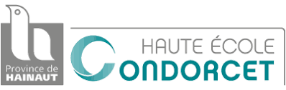 Province de
HAINAUT
HAUTE ÉCOLE
CONDORCET